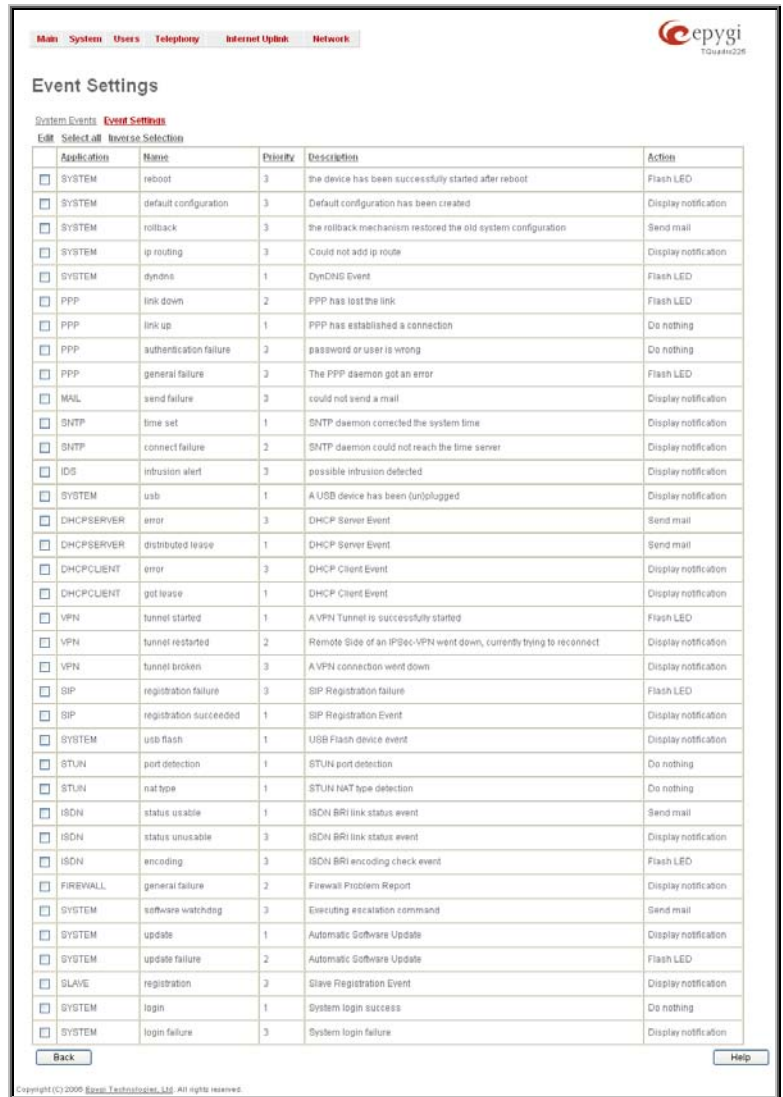 Main System Users Telephony Internet Uplink Network
epygi
TQuadro226
Event Settings
System Events Event Settings
Edit Select all Inverse Selection
Application Name Priority Description Action
SYSTEM reboot 3 the device has been successfully started after reboot Flash LED
SYSTEM default configuration 3 Default configuration has been created Display notification
SYSTEM rollback 3 the rollback mechanism restored the old system configuration Send mail
SYSTEM ip routing 3 Could not add ip route Display notification
SYSTEM dyndns 1 DynDNS Event Flash LED
PPP link down 2 PPP has lost the link Flash LED
PPP link up 1 PPP has established a connection Do nothing
PPP authentication failure 3 password or user is wrong Do nothing
PPP general failure 3 The PPP daemon got an error Flash LED
MAIL send failure 3 could not send a mail Display notification
SNTP time set 1 SNTP daemon corrected the system time Display notification
SNTP connect failure 2 SNTP daemon could not reach the time server Display notification
IDS intrusion alert 3 possible intrusion detected Display notification
SYSTEM usb 1 A USB device has been (un)plugged Display notification
DHCPSERVER error 3 DHCP Server Event Send mail
DHCPSERVER distributed lease 1 DHCP Server Event Send mail
DHCPCLIENT error 3 DHCP Client Event Display notification
DHCPCLIENT got lease 1 DHCP Client Event Display notification
VPN tunnel started 1 A VPN Tunnel is successfully started Flash LED
VPN tunnel restarted 2 Remote Side of an IPSec-VPN went down, currently trying to reconnect Display notification
VPN tunnel broken 3 A VPN connection went down Display notification
SIP registration failure 3 SIP Registration failure Flash LED
SIP registration succeeded 1 SIP Registration Event Display notification
SYSTEM usb flash 1 USB Flash device event Display notification
STUN port detection 1 STUN port detection Do nothing
STUN nat type 1 STUN NAT type detection Do nothing
ISDN status usable 1 ISDN BRI link status event Send mail
ISDN status unusable 3 ISDN BRI link status event Display notification
ISDN encoding 3 ISDN BRI encoding check event Flash LED
FIREWALL general failure 2 Firewall Problem Report Display notification
SYSTEM software watchdog 3 Executing escalation command Send mail
SYSTEM update 1 Automatic Software Update Display notification
SYSTEM update failure 2 Automatic Software Update Flash LED
SLAVE registration 3 Slave Registration Event Display notification
SYSTEM login 1 System login success Do nothing
SYSTEM login failure 3 System login failure Display notification
Back Help
Copyright (C) 2006 Epygi Technologies, Ltd. All rights reserved.